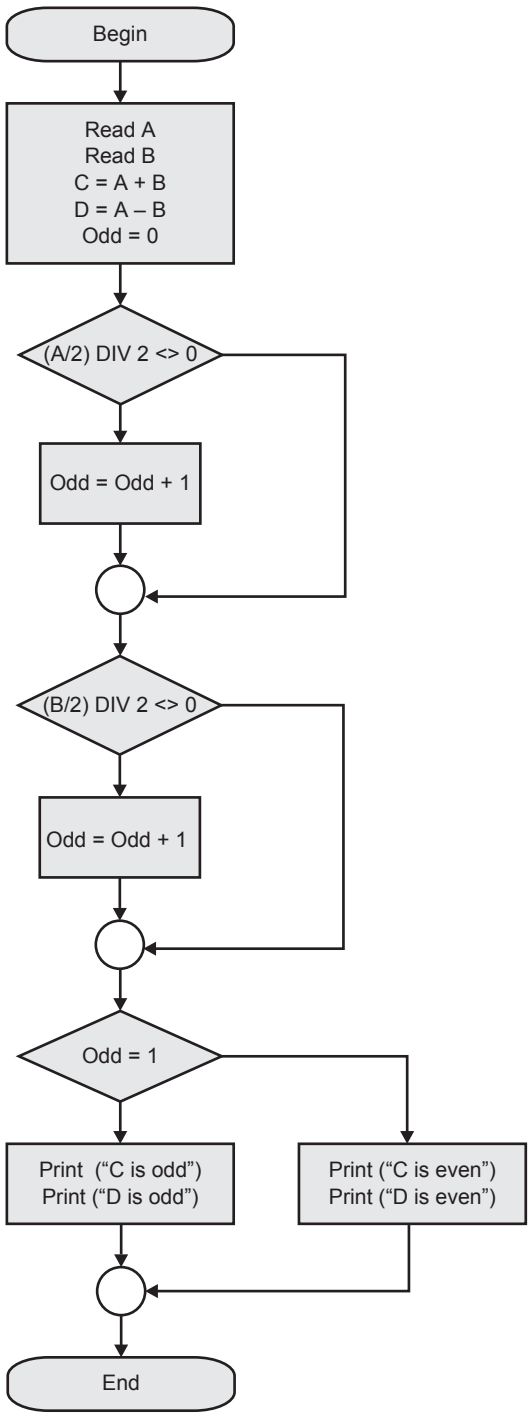 Begin
Read A
Read B
C = A + B
D = A – B
Odd = 0
(A/2) DIV 2 <> 0
Odd = Odd + 1
(B/2) DIV 2 <> 0
Odd = Odd + 1
Odd = 1
Print (“C is odd”)
Print (“D is odd”)
Print (“C is even”)
Print (“D is even”)
End